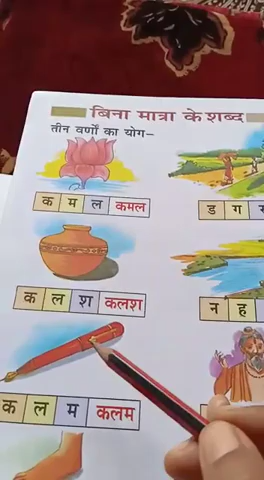 बिना मात्रा के शब्द
तीन वर्णों का योग–
क म ल कमल
ड ग
क ल श कलश
न ह
क ल म कलम